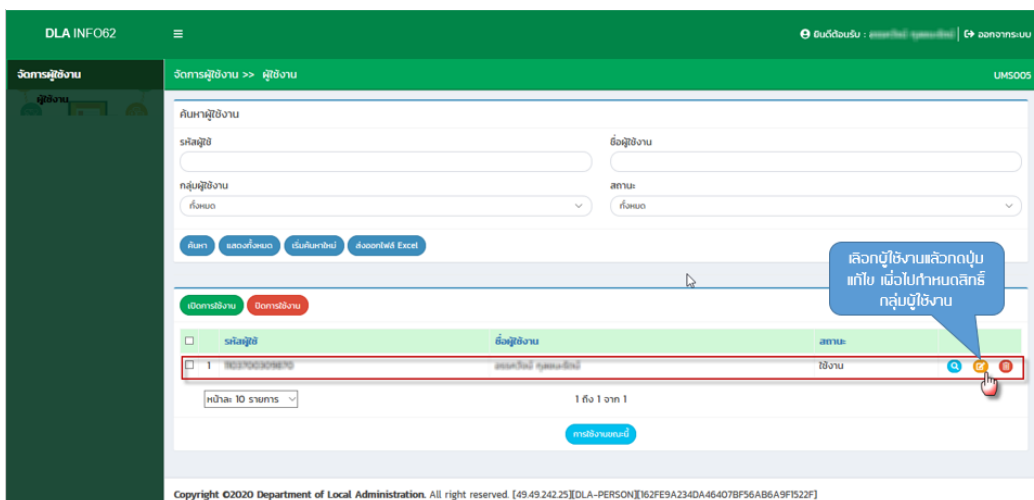 DLA INFO62
ยินดีต้อนรับ :
ออกจากระบบ
จัดการผู้ใช้งาน
จัดการผู้ใช้งาน >> ผู้ใช้งาน
UMS005
ผู้ใช้งาน
ค้นหาผู้ใช้งาน
รหัสผู้ใช้ ชื่อผู้ใช้งาน
กลุ่มผู้ใช้งาน สถานะ
ทั้งหมด ทั้งหมด
ค้นหา แสดงทั้งหมด เริ่มค้นหาใหม่ ส่งออกไฟล์ Excel
เลือกผู้ใช้งานแล้วกดปุ่ม
แก้ไข เพื่อไปกำหนดสิทธิ์
กลุ่มผู้ใช้งาน
เปิดการใช้งาน ปิดการใช้งาน
รหัสผู้ใช้ ชื่อผู้ใช้งาน สถานะ
1 ใช้งาน
หน้าละ 10 รายการ 1 ถึง 1 จาก 1
การใช้งานขณะนี้
Copyright ©2020 Department of Local Administration. All right reserved. [49.49.242.25][DLA-PERSON][162FE9A234DA46407BF56AB6A9F1522F]